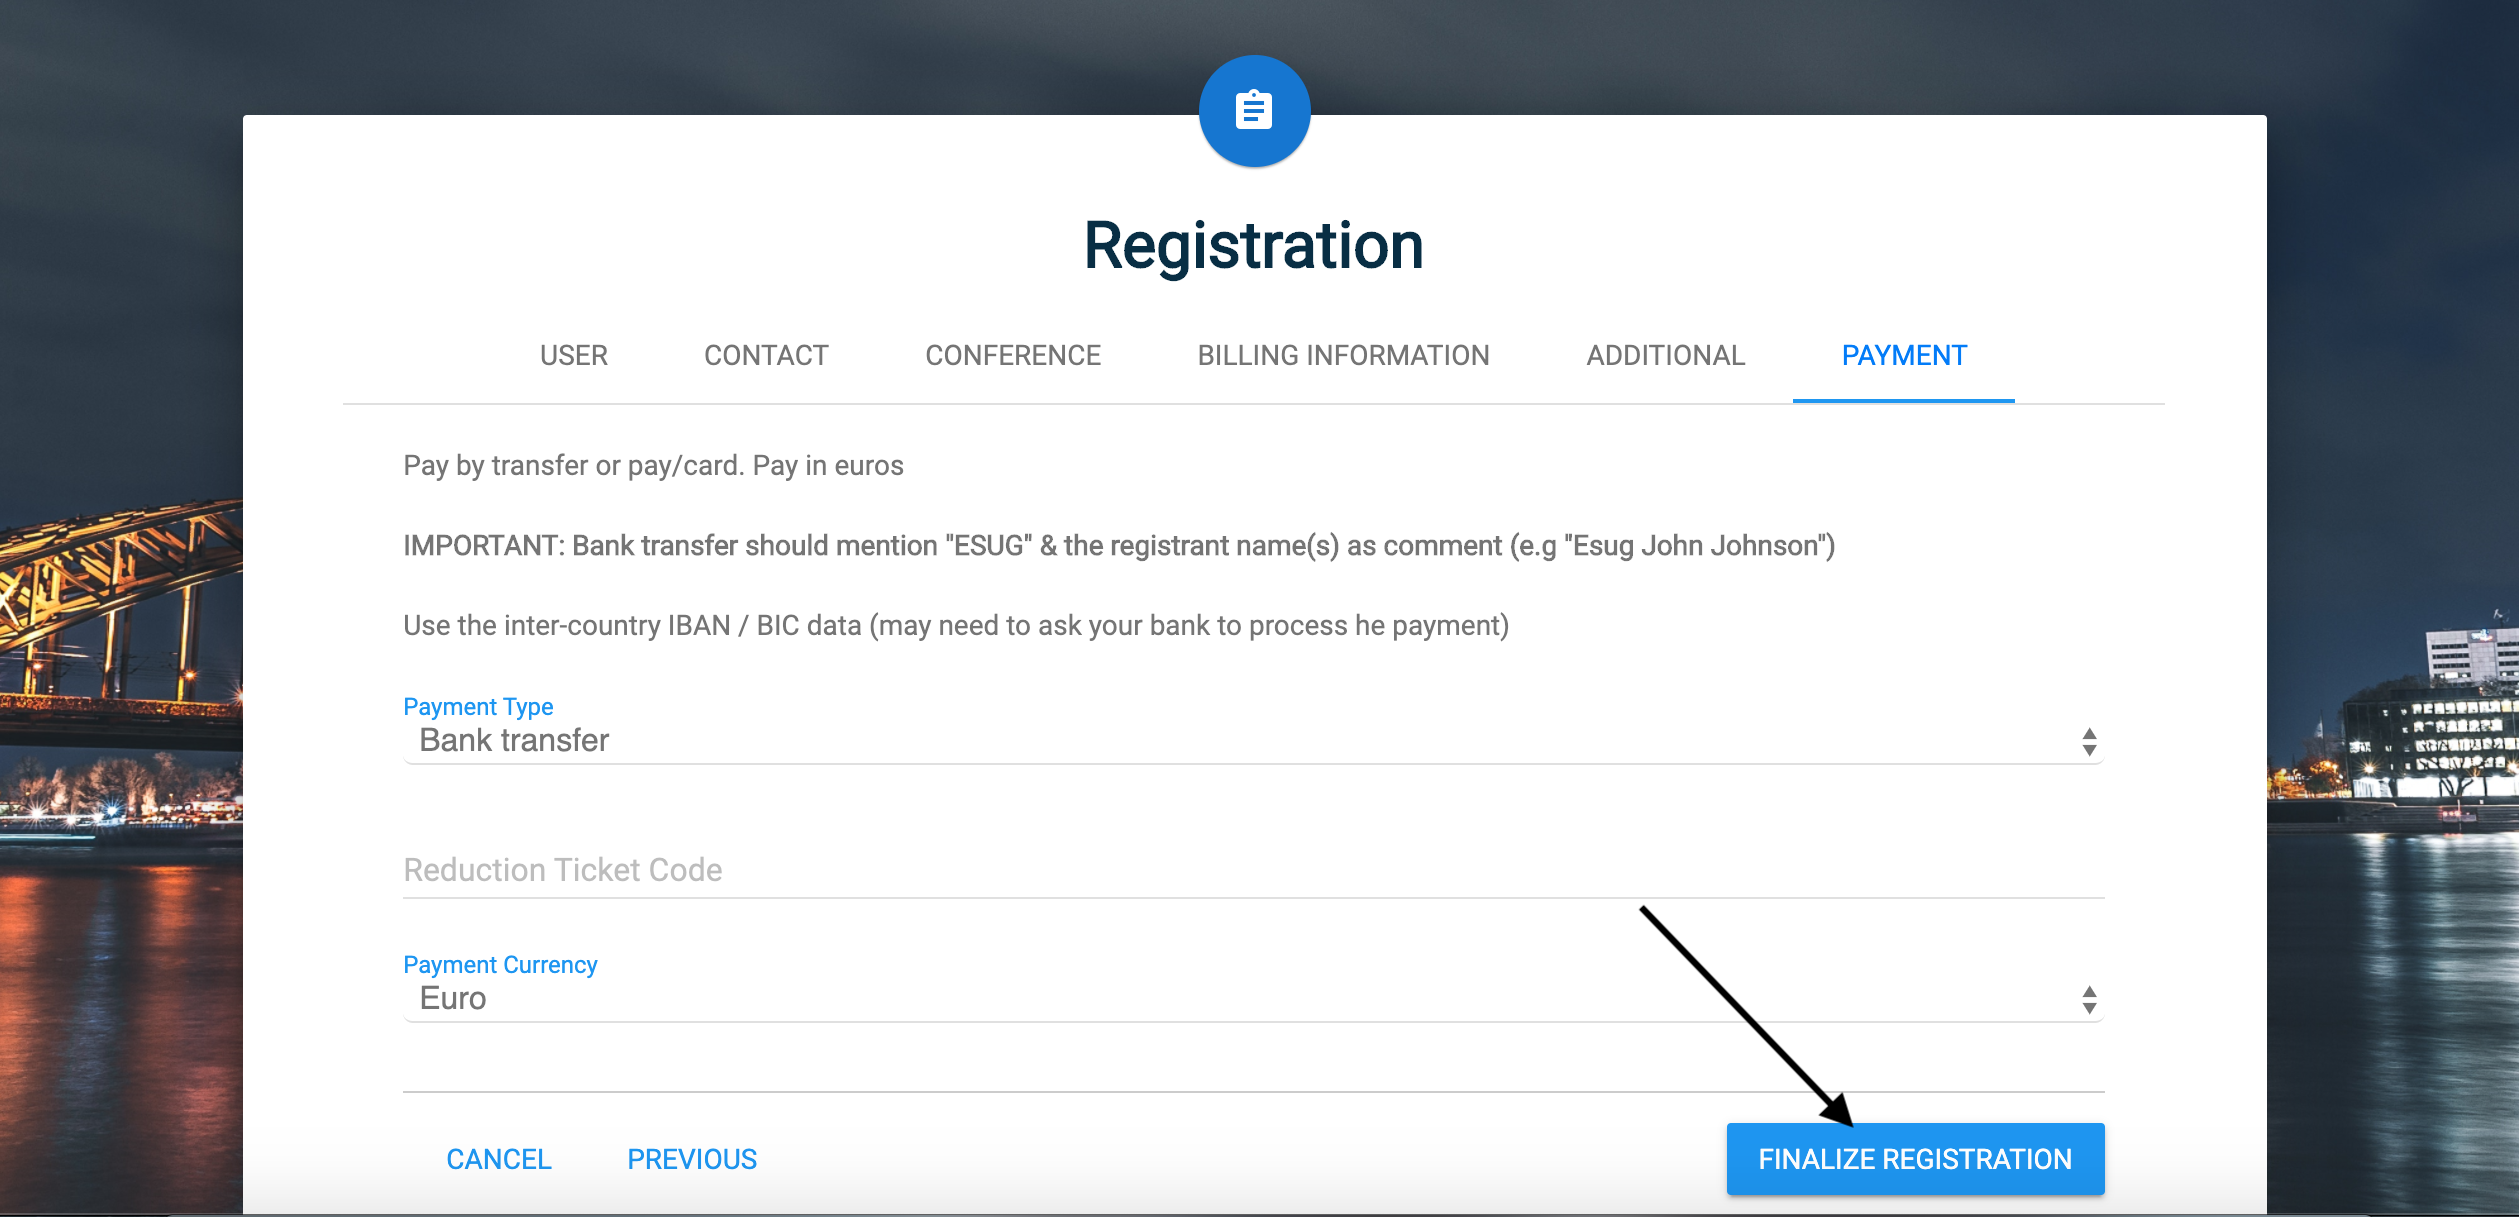 Registration
USER CONTACT CONFERENCE BILLING INFORMATION ADDITIONAL PAYMENT
Pay by transfer or pay/card. Pay in euros
IMPORTANT: Bank transfer should mention "ESUG" & the registrant name(s) as comment (e.g "Esug John Johnson")
Use the inter-country IBAN / BIC data (may need to ask your bank to process he payment)
Payment Type
Bank transfer
Reduction Ticket Code
Payment Currency
Euro
CANCEL PREVIOUS FINALIZE REGISTRATION